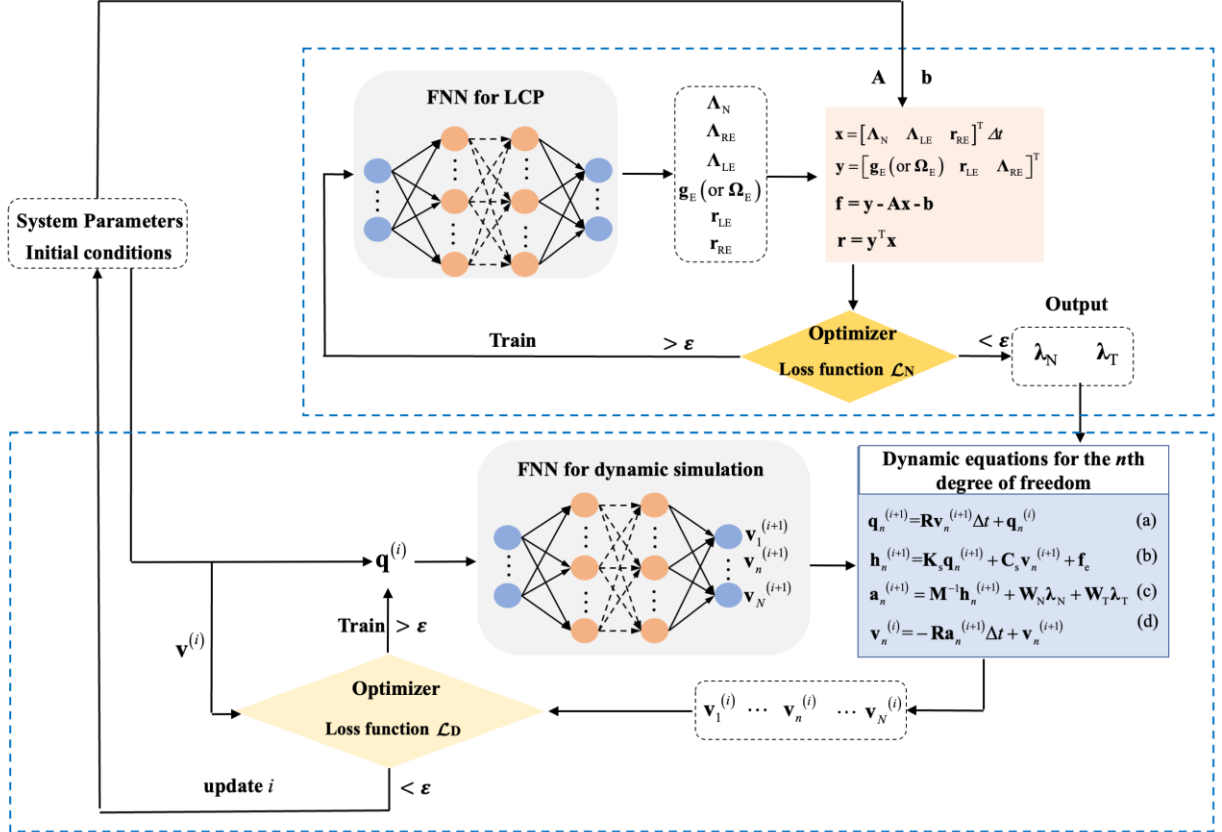 A b
FNN for LCP
Λ_N
Λ_RE
Λ_LE
g_E (or Ω_E)
r_LE
r_RE
x = [Λ_N Λ_LE r_RE]^T Δt
y = [g_E (or Ω_E) r_LE Λ_RE]^T
f = y - Ax - b
r = y^T x
System Parameters
Initial conditions
Train
> ε
Optimizer
Loss function 𝓛_N
< ε
Output
λ_N λ_T
FNN for dynamic simulation
v_1^(i+1)
v_n^(i+1)
v_N^(i+1)
Dynamic equations for the nth
degree of freedom
q_n^(i+1)=Rv_n^(i+1)Δt + q_n^(i) (a)
h_n^(i+1)=K_s q_n^(i+1) + C_s v_n^(i+1) + f_e (b)
a_n^(i+1) = M^-1 h_n^(i+1) + W_N λ_N + W_T λ_T (c)
v_n^(i) = -Ra_n^(i+1)Δt + v_n^(i+1) (d)
q^(i)
Train > ε
v^(i)
Optimizer
Loss function 𝓛_D
v_1^(i) ··· v_n^(i) ··· v_N^(i)
update i
< ε